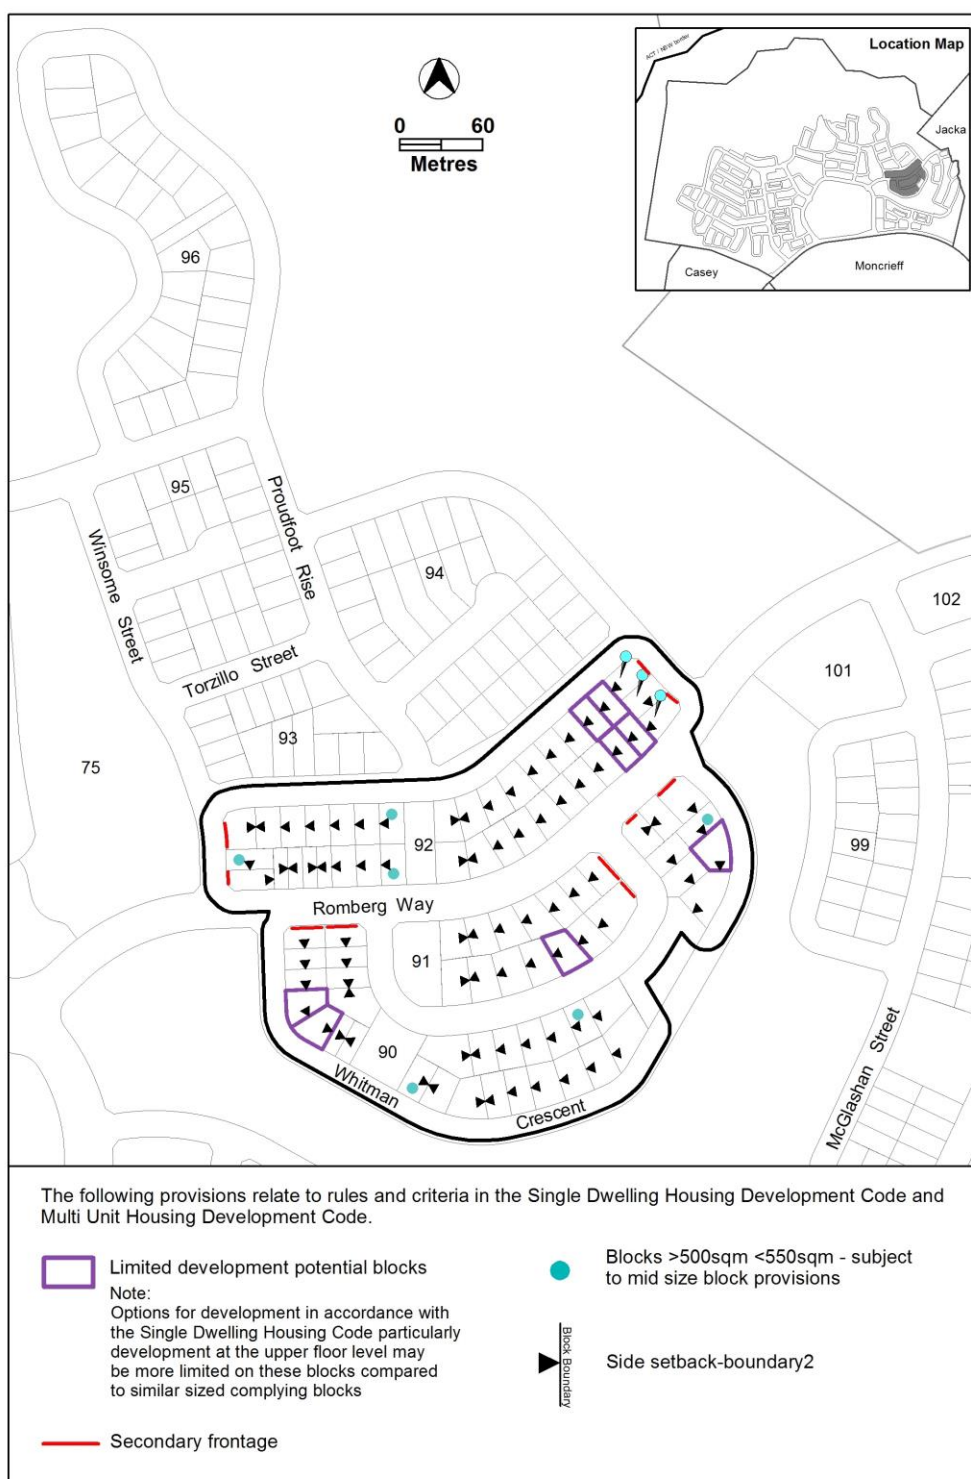 Location Map
ACT / NSW border
Jacka
Casey
Moncrieff
0 60
Metres
96
95
Proudfoot Rise
Winsome Street
94
102
101
Torzillo Street
93
75
92
99
Romberg Way
91
90
Whitman
Crescent
McGlashan Street
The following provisions relate to rules and criteria in the Single Dwelling Housing Development Code and
Multi Unit Housing Development Code.
Limited development potential blocks
Note:
Options for development in accordance with
the Single Dwelling Housing Code particularly
development at the upper floor level may
be more limited on these blocks compared
to similar sized complying blocks
Secondary frontage
Blocks >500sqm <550sqm - subject
to mid size block provisions
Block Boundary
Side setback-boundary2